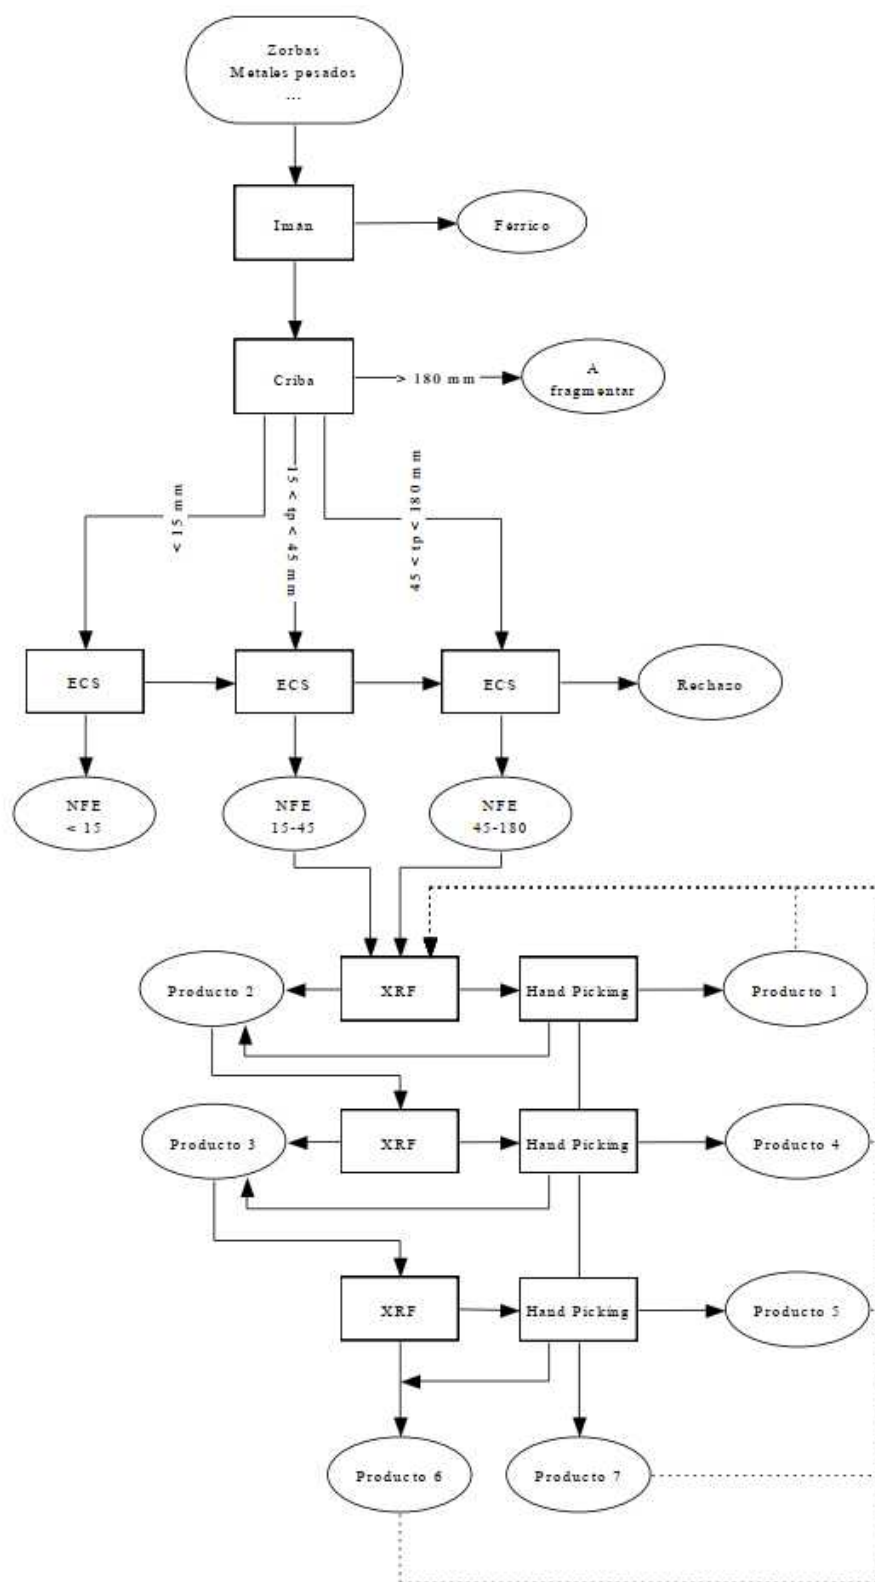 Zorbas
Metales pesados
...
Imán
Férrico
Criba
> 180 mm
A
fragmentar
< 15 mm
15 < tp < 45 mm
45 < tp < 180 mm
ECS
ECS
ECS
Rechazo
NFE
< 15
NFE
15-45
NFE
45-180
Producto 2
XRF
Hand Picking
Producto 1
Producto 3
XRF
Hand Picking
Producto 4
XRF
Hand Picking
Producto 5
Producto 6
Producto 7